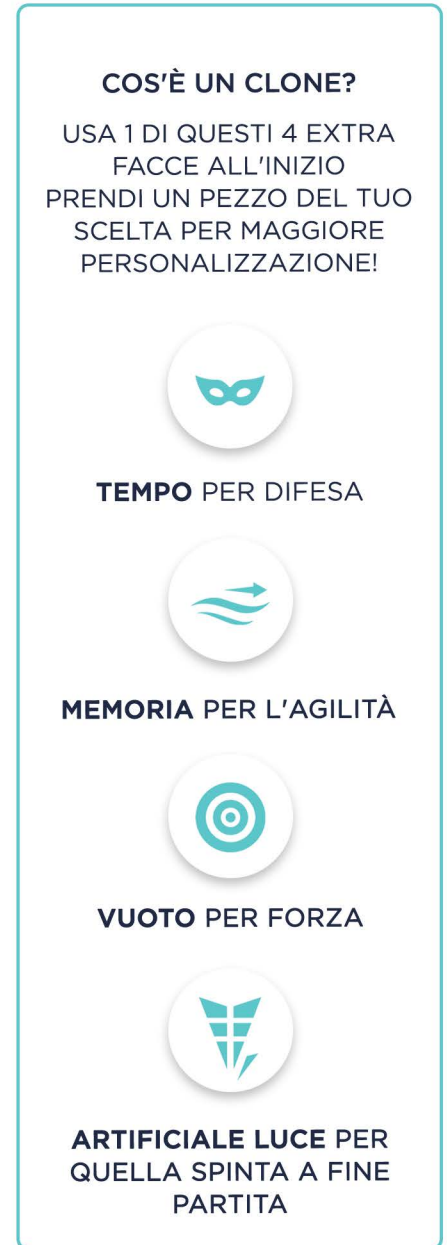 COS'È UN CLONE?
USA 1 DI QUESTI 4 EXTRA
FACCE ALL'INIZIO
PRENDI UN PEZZO DEL TUO
SCELTA PER MAGGIORE
PERSONALIZZAZIONE!
TEMPO PER DIFESA
MEMORIA PER L'AGILITÀ
VUOTO PER FORZA
ARTIFICIALE LUCE PER
QUELLA SPINTA A FINE
PARTITA